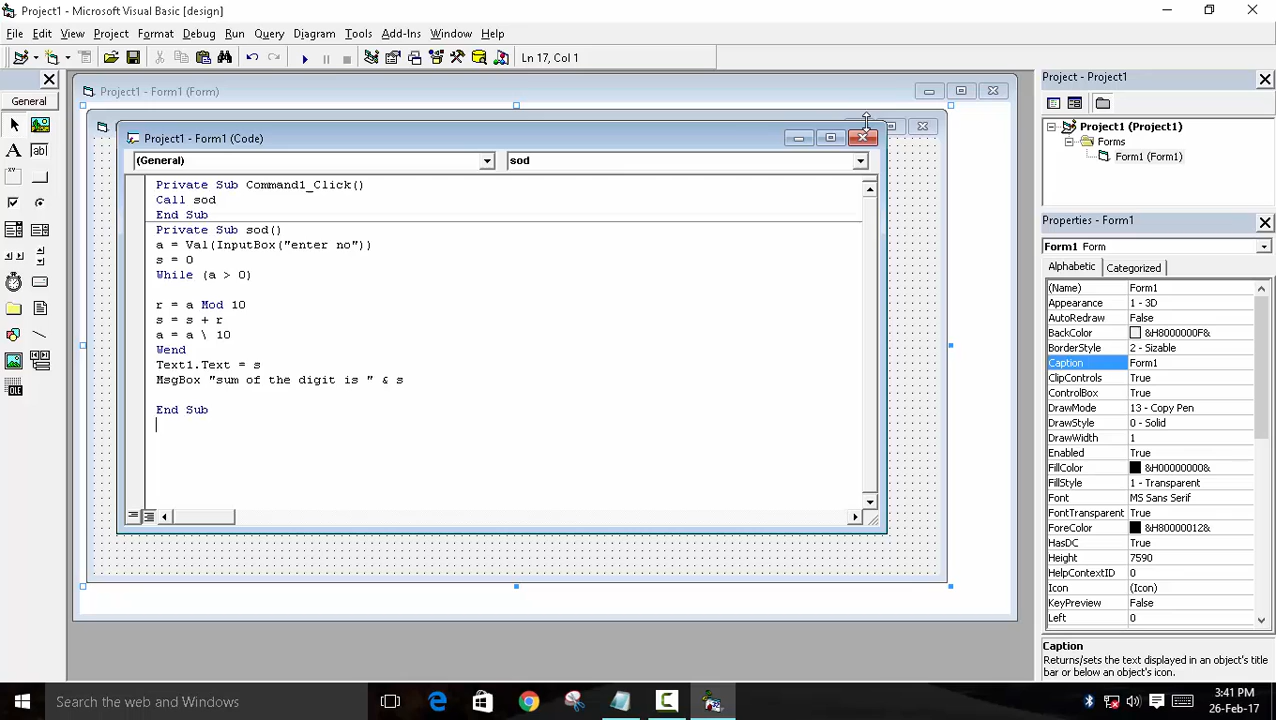 Project1 - Microsoft Visual Basic [design]
File Edit View Project Format Debug Run Query Diagram Tools Add-Ins Window Help
Ln 17, Col 1
General
A
ab
OLE
Project1 - Form1 (Form)
Project1 - Form1 (Code)
(General)
sod
Private Sub Command1_Click()
Call sod
End Sub
Private Sub sod()
a = Val(InputBox("enter no"))
s = 0
While (a > 0)
r = a Mod 10
s = s + r
a = a \ 10
Wend
Text1.Text = s
MsgBox "sum of the digit is " & s
End Sub
Project - Project1
Project1 (Project1)
Forms
Form1 (Form1)
Properties - Form1
Form1 Form
Alphabetic Categorized
(Name) Form1
Appearance 1 - 3D
AutoRedraw False
BackColor &H8000000F&
BorderStyle 2 - Sizable
Caption Form1
ClipControls True
ControlBox True
DrawMode 13 - Copy Pen
DrawStyle 0 - Solid
DrawWidth 1
Enabled True
FillColor &H00000000&
FillStyle 1 - Transparent
Font MS Sans Serif
FontTransparent True
ForeColor &H80000012&
HasDC True
Height 7590
HelpContextID 0
Icon (Icon)
KeyPreview False
Left 0
Caption
Returns/sets the text displayed in an object's title
bar or below an object's icon.
Search the web and Windows
3:41 PM
26-Feb-17